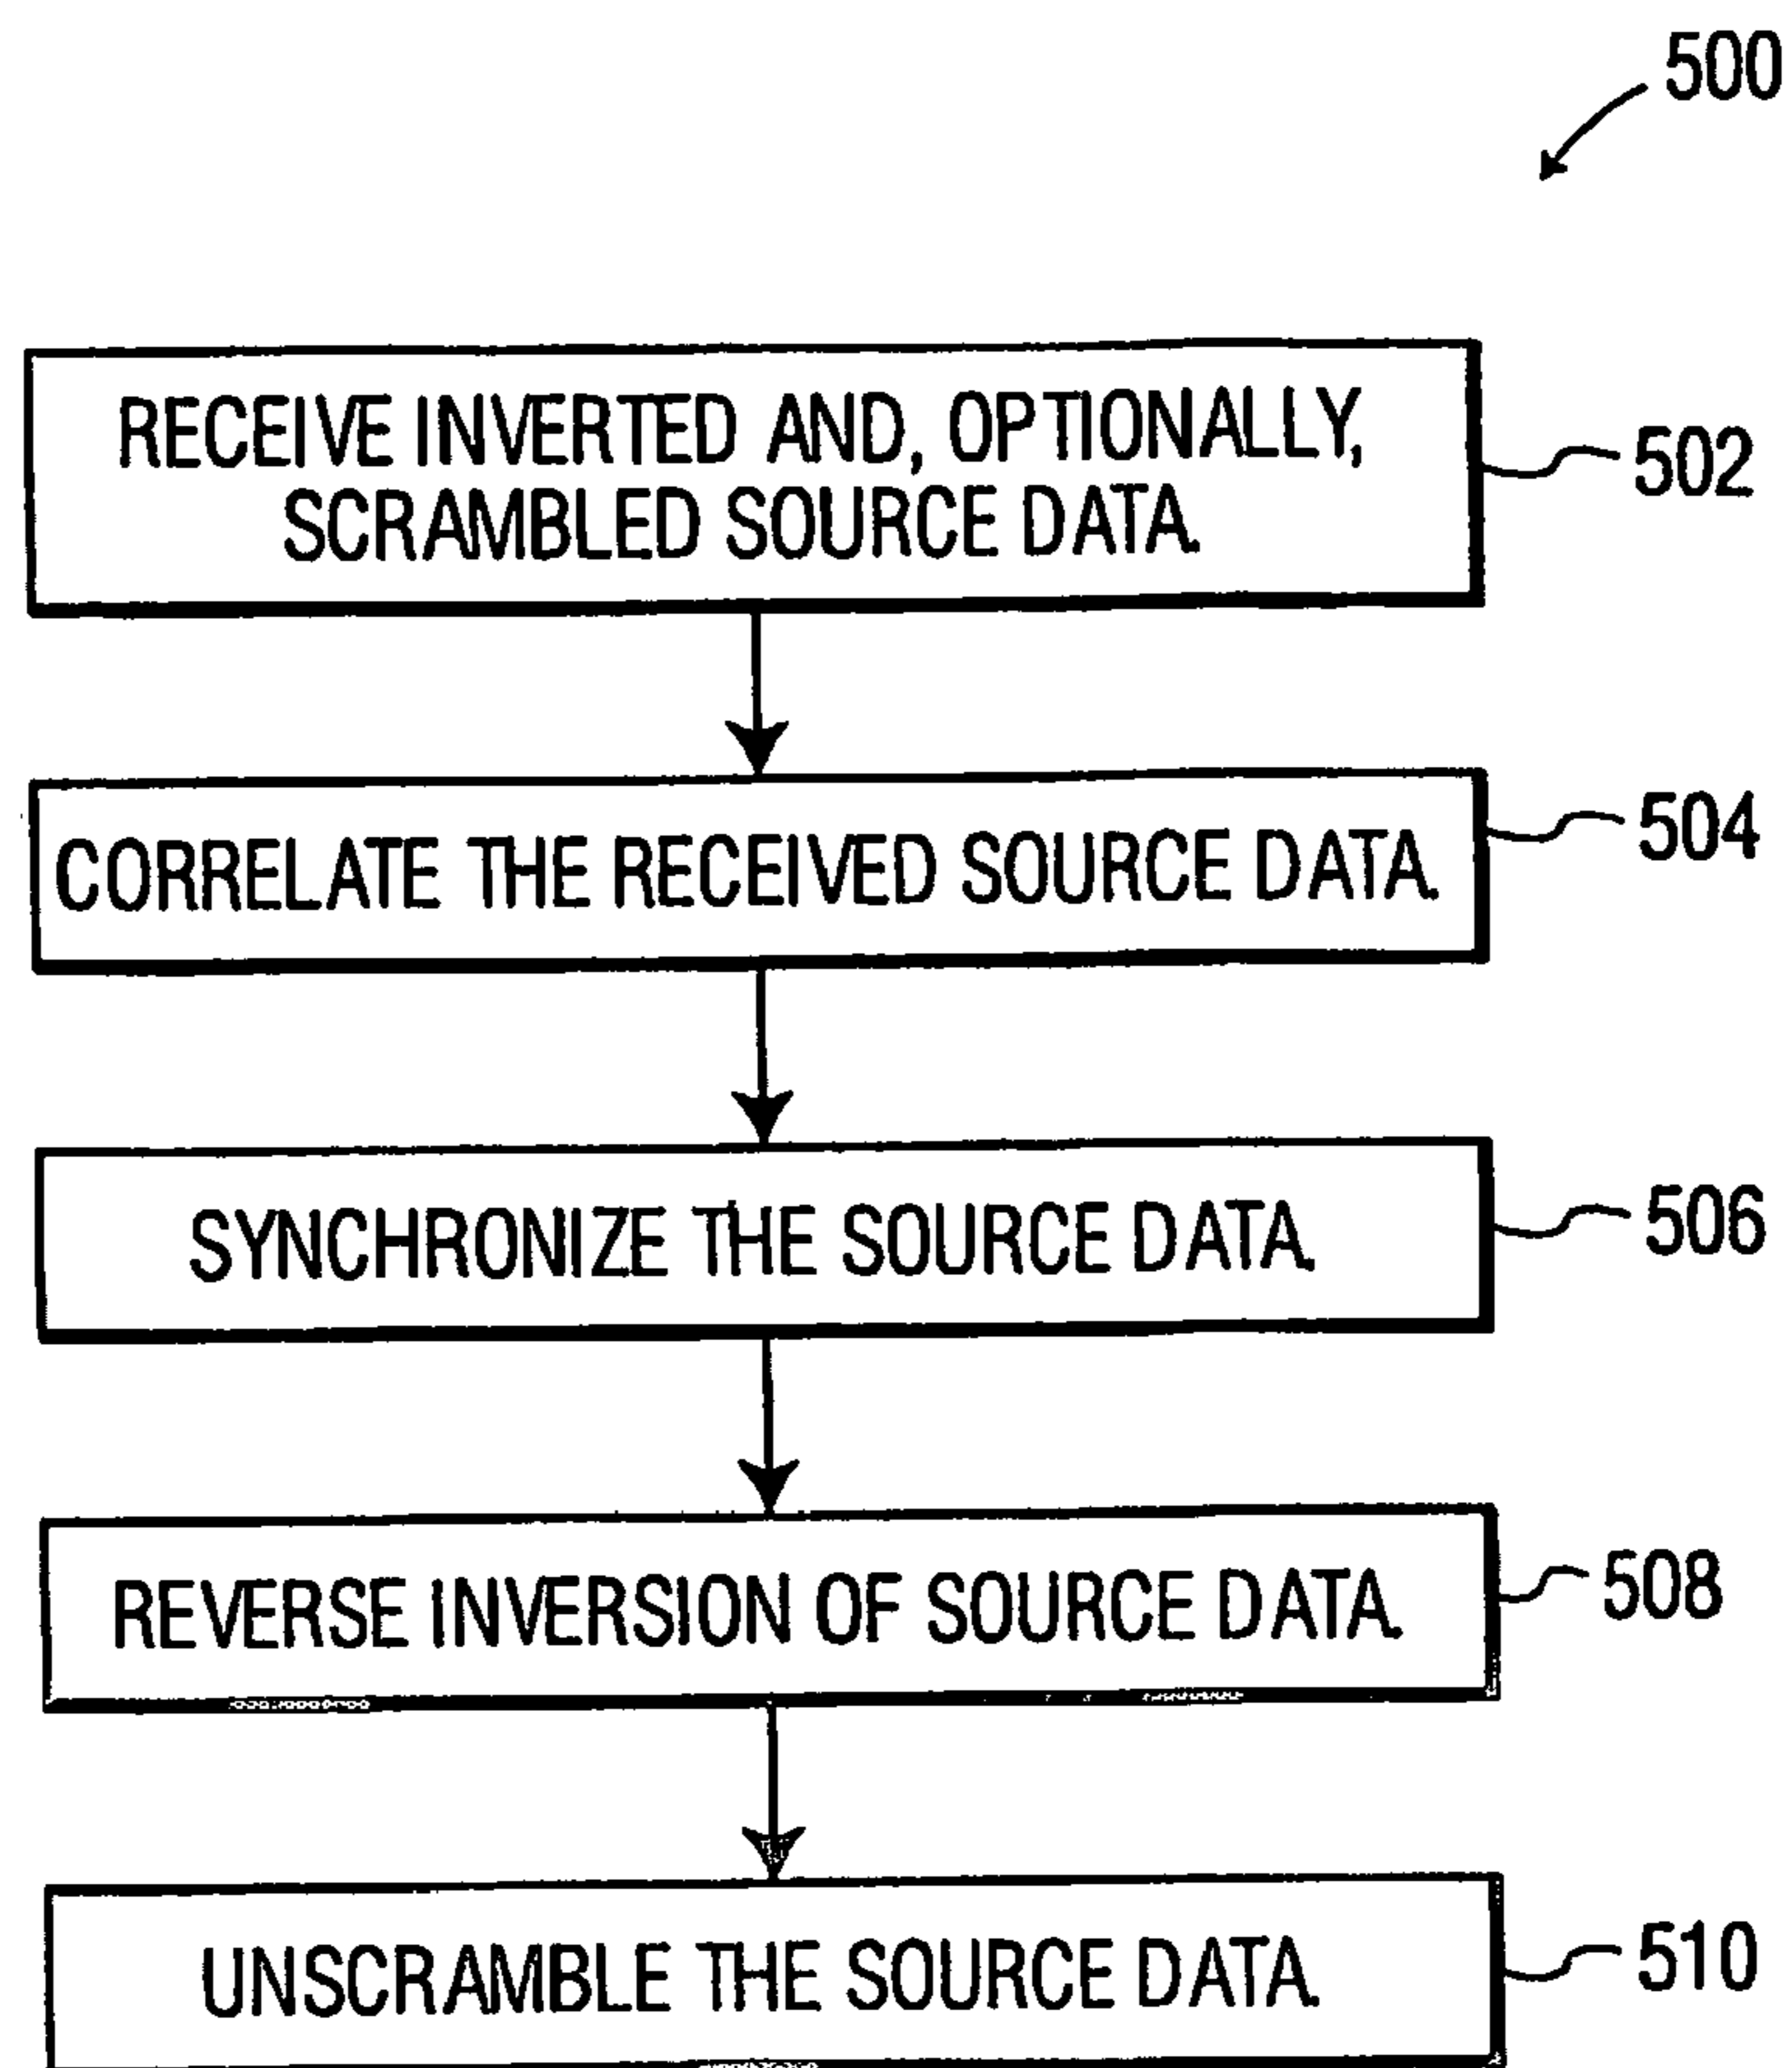 500
RECEIVE INVERTED AND, OPTIONALLY,
SCRAMBLED SOURCE DATA.
502
CORRELATE THE RECEIVED SOURCE DATA.
504
SYNCHRONIZE THE SOURCE DATA.
506
REVERSE INVERSION OF SOURCE DATA.
508
UNSCRAMBLE THE SOURCE DATA.
510